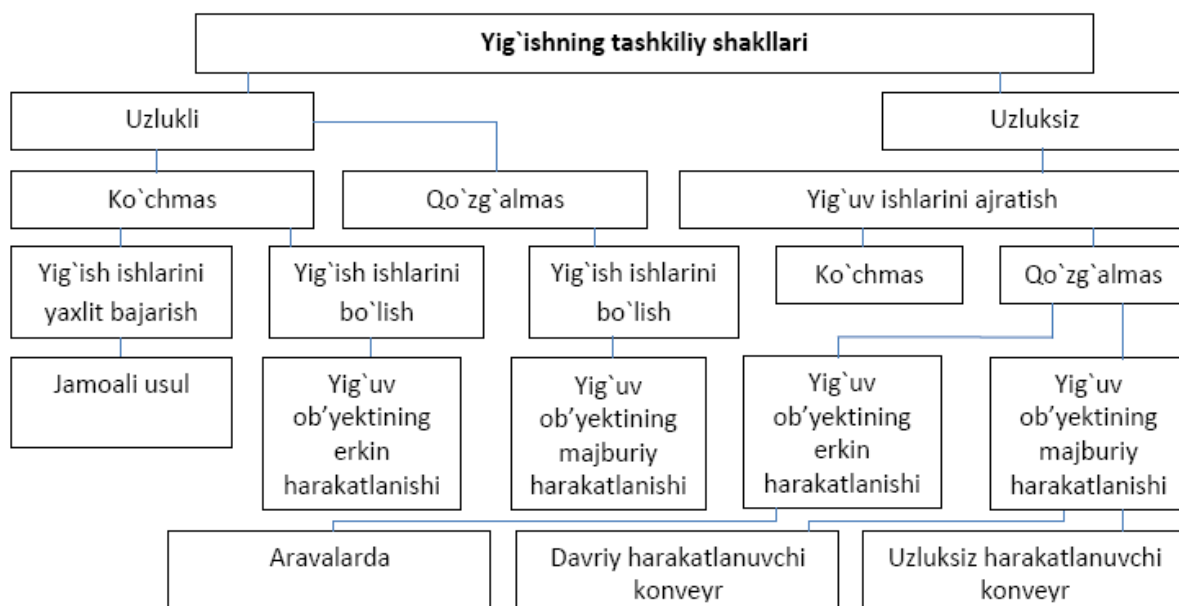 Yig`ishning tashkiliy shakllari
Uzlukli
Uzluksiz
Ko`chmas
Qo`zg`almas
Yig`uv ishlarini ajratish
Yig`ish ishlarini
yaxlit bajarish
Yig`ish ishlarini
bo`lish
Yig`ish ishlarini
bo`lish
Ko`chmas
Qo`zg`almas
Jamoali usul
Yig`uv
ob’yektining
erkin
harakatlanishi
Yig`uv
ob’yektining
majburiy
harakatlanishi
Yig`uv
ob’yektining
erkin
harakatlanishi
Yig`uv
ob’yektining
majburiy
harakatlanishi
Aravalarda
Davriy harakatlanuvchi
konveyr
Uzluksiz harakatlanuvchi
konveyr